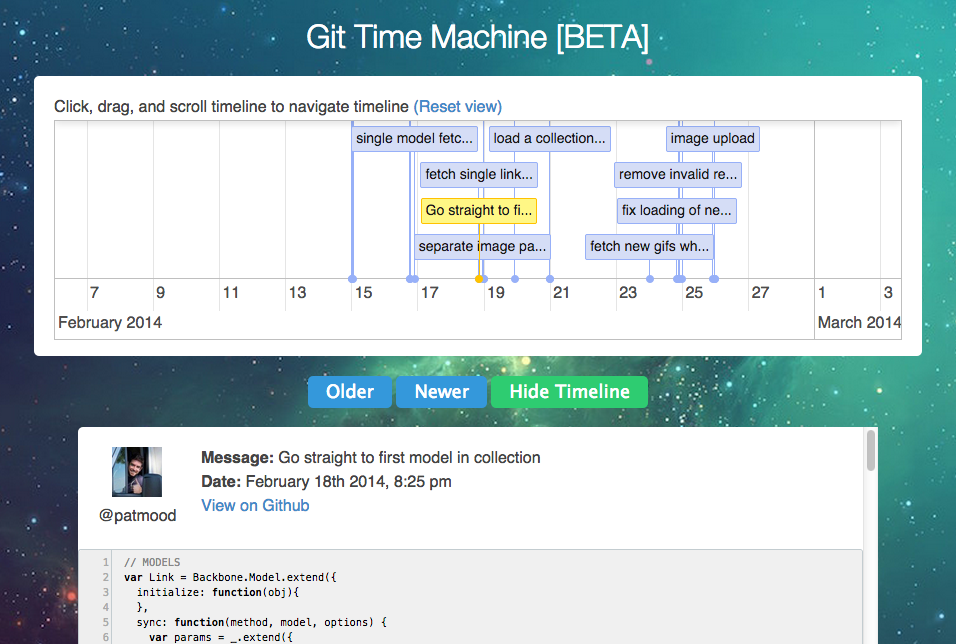 Git Time Machine [BETA]
Click, drag, and scroll timeline to navigate timeline (Reset view)
single model fetc... load a collection... image upload
fetch single link... remove invalid re...
Go straight to fi... fix loading of ne...
separate image pa... fetch new gifs wh...
7 9 11 13 15 17 19 21 23 25 27 1 3
February 2014 March 2014
Older Newer Hide Timeline
Message: Go straight to first model in collection
Date: February 18th 2014, 8:25 pm
View on Github
@patmood
1 // MODELS
2 var Link = Backbone.Model.extend({
3 initialize: function(obj){
4 },
5 sync: function(method, model, options) {
6 var params = _.extend({